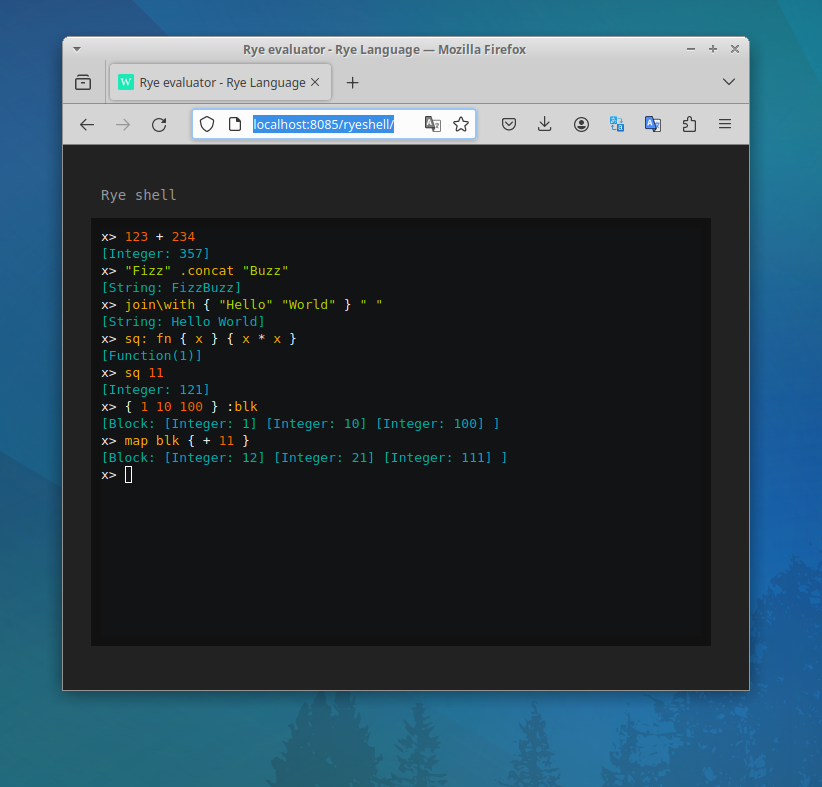 Rye evaluator - Rye Language — Mozilla Firefox
W Rye evaluator - Rye Language
localhost:8085/ryeshell/
Rye shell
x> 123 + 234
[Integer: 357]
x> "Fizz" .concat "Buzz"
[String: FizzBuzz]
x> join\with { "Hello" "World" } " "
[String: Hello World]
x> sq: fn { x } { x * x }
[Function(1)]
x> sq 11
[Integer: 121]
x> { 1 10 100 } :blk
[Block: [Integer: 1] [Integer: 10] [Integer: 100] ]
x> map blk { + 11 }
[Block: [Integer: 12] [Integer: 21] [Integer: 111] ]
x>